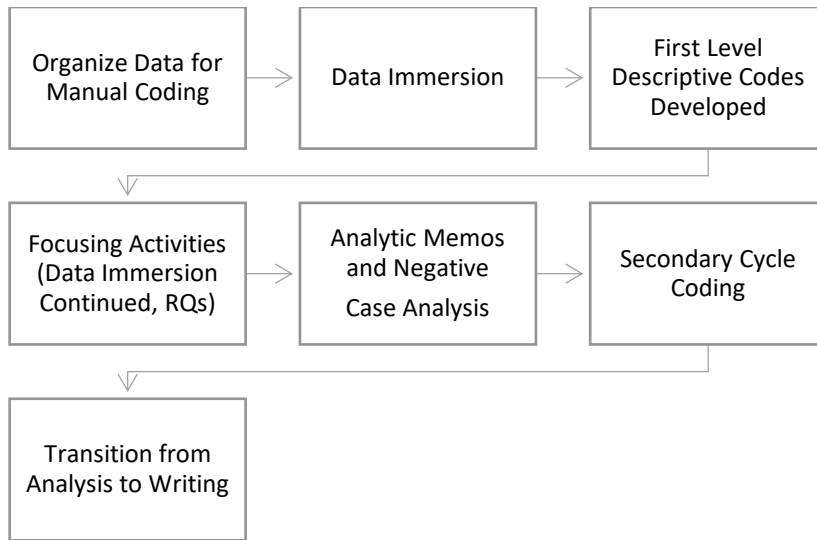 Organize Data for
Manual Coding
Data Immersion
First Level
Descriptive Codes
Developed
Focusing Activities
(Data Immersion
Continued, RQs)
Analytic Memos
and Negative
Case Analysis
Secondary Cycle
Coding
Transition from
Analysis to Writing